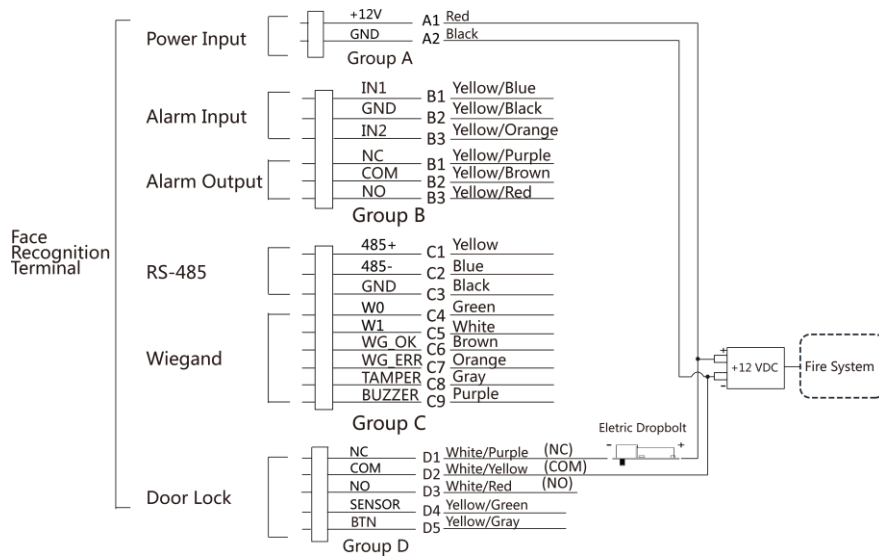 Face
Recognition
Terminal
Power Input
+12V A1 Red
GND A2 Black
Group A
Alarm Input
IN1 B1 Yellow/Blue
GND B2 Yellow/Black
IN2 B3 Yellow/Orange
Alarm Output
NC B1 Yellow/Purple
COM B2 Yellow/Brown
NO B3 Yellow/Red
Group B
RS-485
485+ C1 Yellow
485- C2 Blue
GND C3 Black
Wiegand
W0 C4 Green
W1 C5 White
WG_OK C6 Brown
WG_ERR C7 Orange
TAMPER C8 Gray
BUZZER C9 Purple
Group C
Door Lock
NC D1 White/Purple (NC)
COM D2 White/Yellow (COM)
NO D3 White/Red (NO)
SENSOR D4 Yellow/Green
BTN D5 Yellow/Gray
Group D
Eletric Dropbolt
- +
+
+12 VDC
-
Fire System